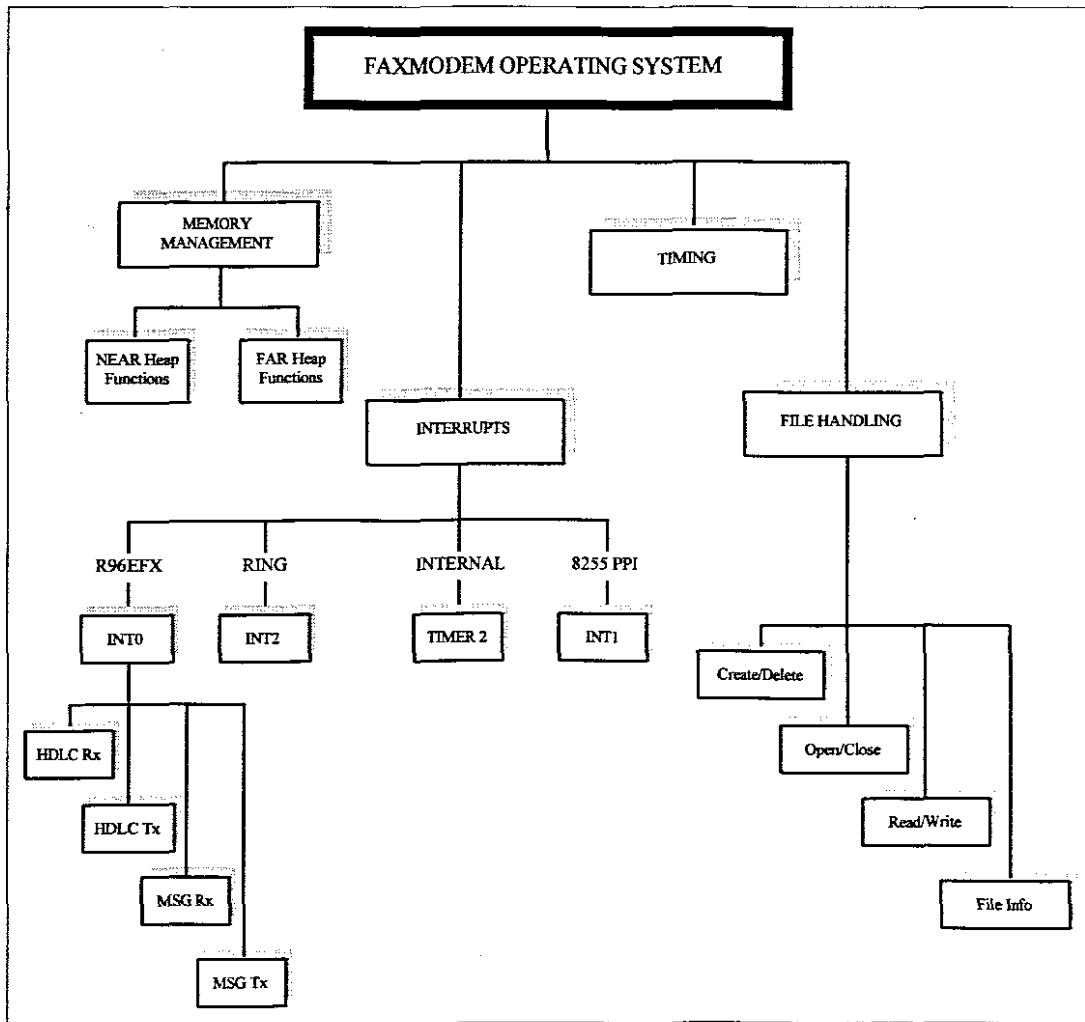 FAXMODEM OPERATING SYSTEM
MEMORY
MANAGEMENT
TIMING
NEAR Heap
Functions
FAR Heap
Functions
INTERRUPTS
FILE HANDLING
R96EFX
RING
INTERNAL
8255 PPI
INT0
INT2
TIMER 2
INT1
Create/Delete
HDLC Rx
Open/Close
HDLC Tx
Read/Write
MSG Rx
File Info
MSG Tx